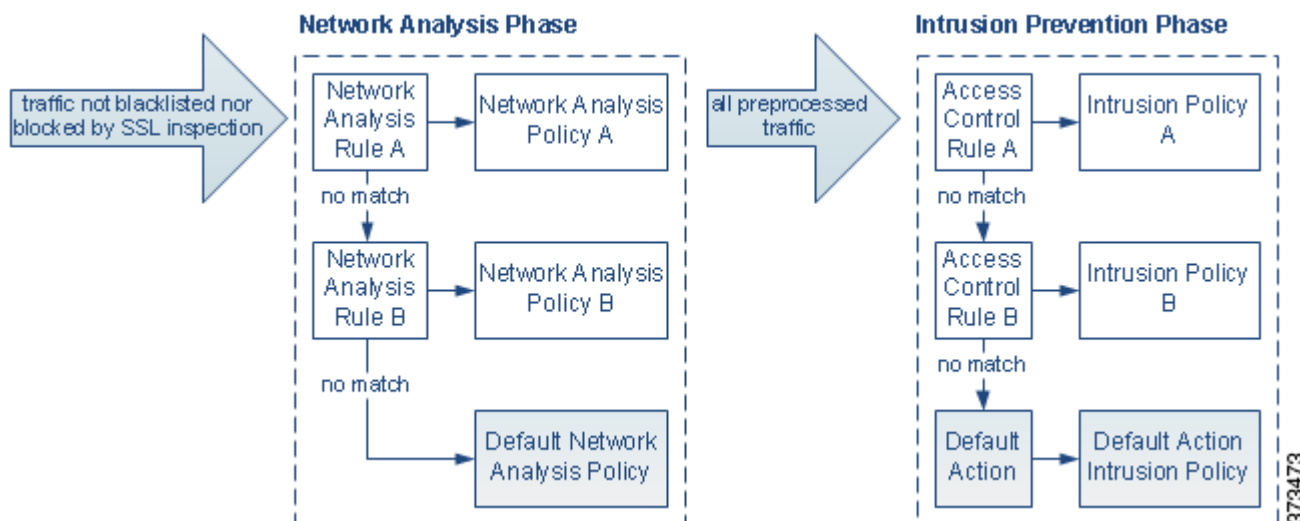 Network Analysis Phase
traffic not blacklisted nor
blocked by SSL inspection
Network
Analysis
Rule A
Network Analysis
Policy A
no match
Network
Analysis
Rule B
Network Analysis
Policy B
no match
Default Network
Analysis Policy
all preprocessed
traffic
Intrusion Prevention Phase
Access
Control
Rule A
Intrusion Policy
A
no match
Access
Control
Rule B
Intrusion Policy
B
no match
Default
Action
Default Action
Intrusion Policy
373473